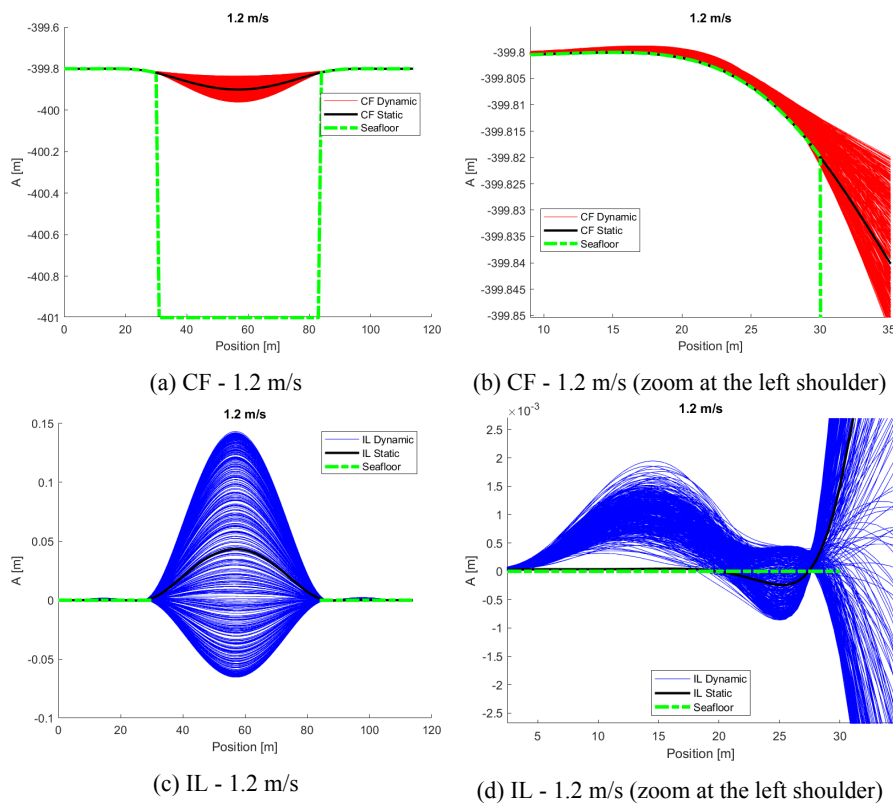 1.2 m/s
-399.6
-399.8
-400
-400.2
-400.4
-400.6
-400.8
-401
A [m]
CF Dynamic
CF Static
Seafloor
0
20
40
60
80
100
120
Position [m]
(a) CF - 1.2 m/s
1.2 m/s
-399.8
-399.805
-399.81
-399.815
-399.82
-399.825
-399.83
-399.835
-399.84
-399.845
-399.85
A [m]
CF Dynamic
CF Static
Seafloor
10
15
20
25
30
35
Position [m]
(b) CF - 1.2 m/s (zoom at the left shoulder)
1.2 m/s
0.15
0.1
0.05
0
-0.05
-0.1
A [m]
IL Dynamic
IL Static
Seafloor
0
20
40
60
80
100
120
Position [m]
(c) IL - 1.2 m/s
×10-3
1.2 m/s
2.5
2
1.5
1
0.5
0
-0.5
-1
-1.5
-2
-2.5
A [m]
IL Dynamic
IL Static
Seafloor
5
10
15
20
25
30
Position [m]
(d) IL - 1.2 m/s (zoom at the left shoulder)